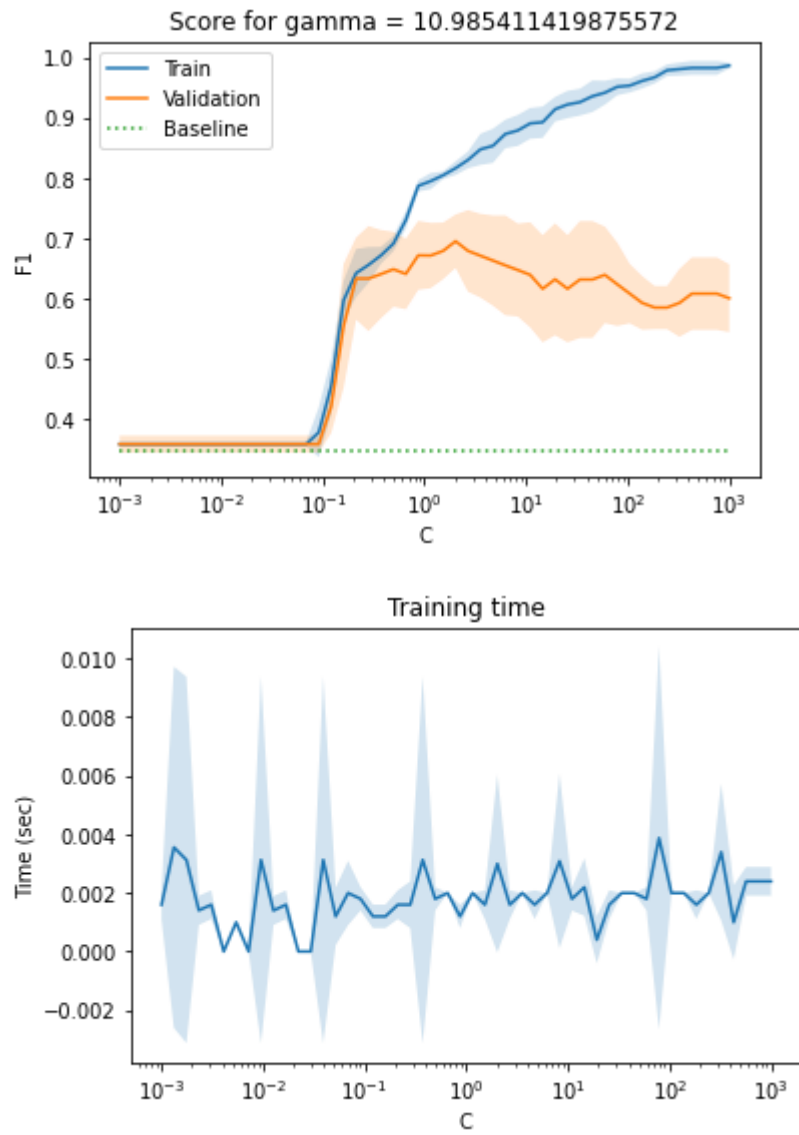 Score for gamma = 10.985411419875572
1.0
0.9
0.8
0.7
0.6
0.5
0.4
F1
Train
Validation
Baseline
10⁻³ 10⁻² 10⁻¹ 10⁰ 10¹ 10² 10³
C
Training time
0.010
0.008
0.006
0.004
0.002
0.000
−0.002
Time (sec)
10⁻³ 10⁻² 10⁻¹ 10⁰ 10¹ 10² 10³
C